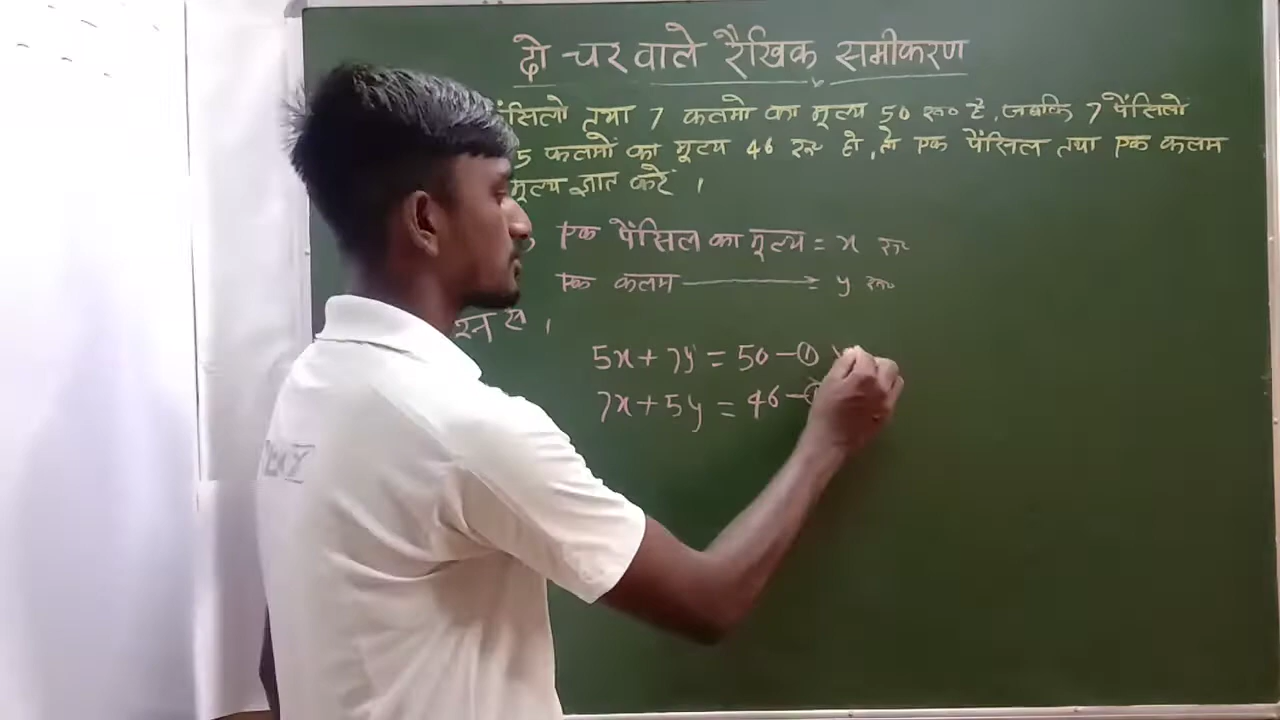 दो चर वाले रैखिक समीकरण
पेंसिलो तथा 7 कलमो का मूल्य 50 रू० है, जबकि 7 पेंसिलो
5 कलमों का मूल्य 46 रू० हो, तो एक पेंसिल तथा एक कलम
मूल्य ज्ञात करें ।
एक पेंसिल का मूल्य = x रू
एक कलम ——→ = y रू०
5x + 7y = 50 — ①
7x + 5y = 46 —